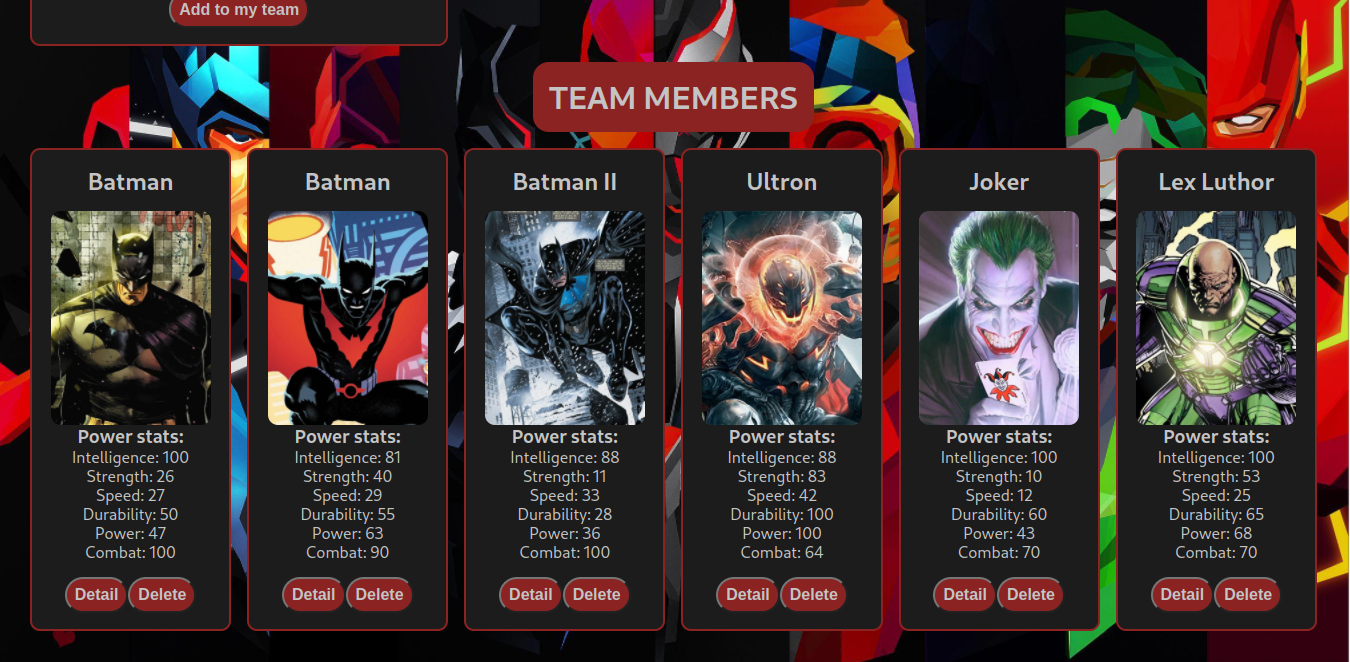 Add to my team
TEAM MEMBERS
Batman
Power stats:
Intelligence: 100
Strength: 26
Speed: 27
Durability: 50
Power: 47
Combat: 100
Detail Delete
Batman
Power stats:
Intelligence: 81
Strength: 40
Speed: 29
Durability: 55
Power: 63
Combat: 90
Detail Delete
Batman II
Power stats:
Intelligence: 88
Strength: 11
Speed: 33
Durability: 28
Power: 36
Combat: 100
Detail Delete
Ultron
Power stats:
Intelligence: 88
Strength: 83
Speed: 42
Durability: 100
Power: 100
Combat: 64
Detail Delete
Joker
Power stats:
Intelligence: 100
Strength: 10
Speed: 12
Durability: 60
Power: 43
Combat: 70
Detail Delete
Lex Luthor
Power stats:
Intelligence: 100
Strength: 53
Speed: 25
Durability: 65
Power: 68
Combat: 70
Detail Delete